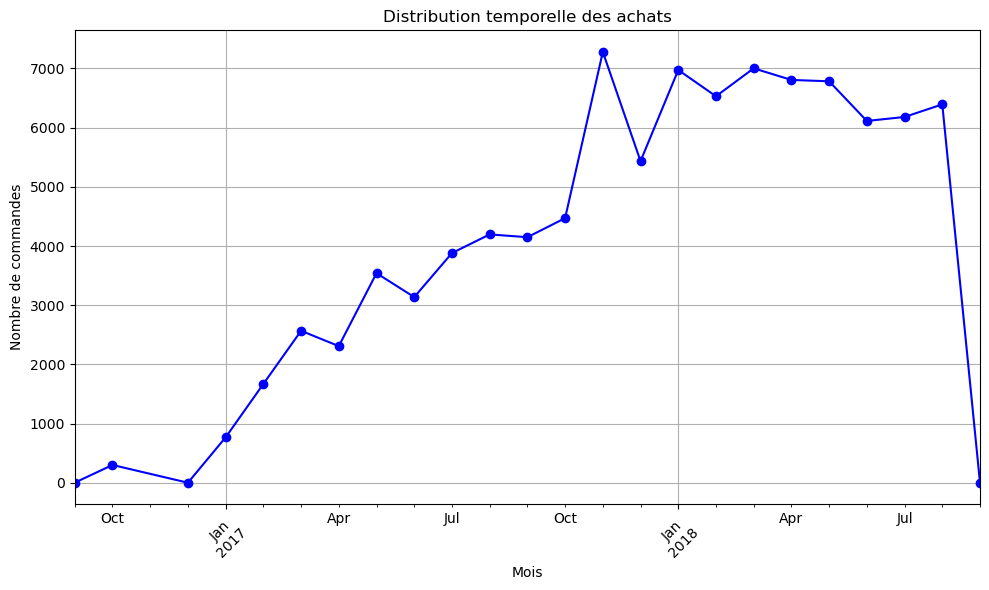 Distribution temporelle des achats
Nombre de commandes
7000
6000
5000
4000
3000
2000
1000
0
Oct
Jan
2017
Apr
Jul
Oct
Jan
2018
Apr
Jul
Mois